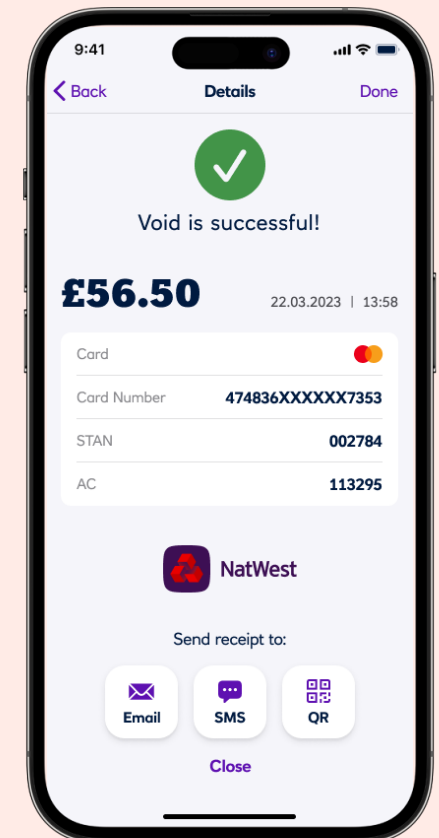 9:41
Back Details Done
Void is successful!
£56.50 22.03.2023 | 13:58
Card
Card Number 474836XXXXXX7353
STAN 002784
AC 113295
NatWest
Send receipt to:
Email SMS QR
Close